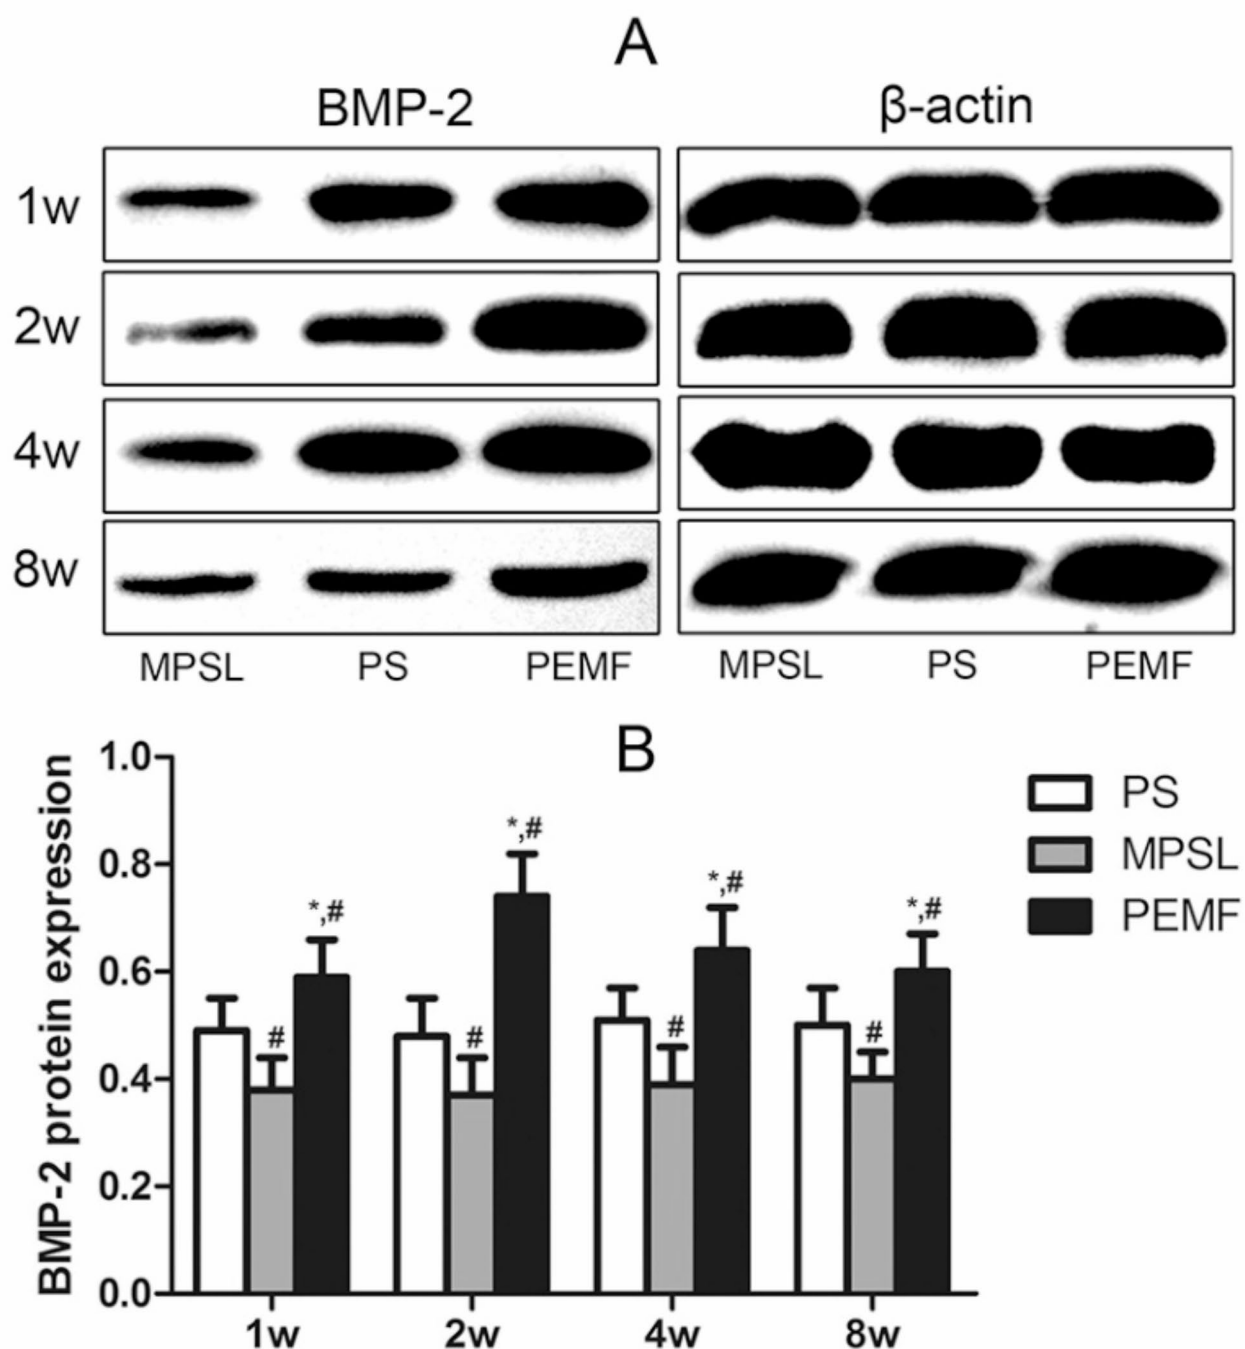 A
BMP-2 β-actin
1w
2w
4w
8w
MPSL PS PEMF MPSL PS PEMF
B
BMP-2 protein expression
1.0
0.8
0.6
0.4
0.2
0.0
*,#
*,#
*,#
*,#
#
#
#
#
1w 2w 4w 8w
PS
MPSL
PEMF